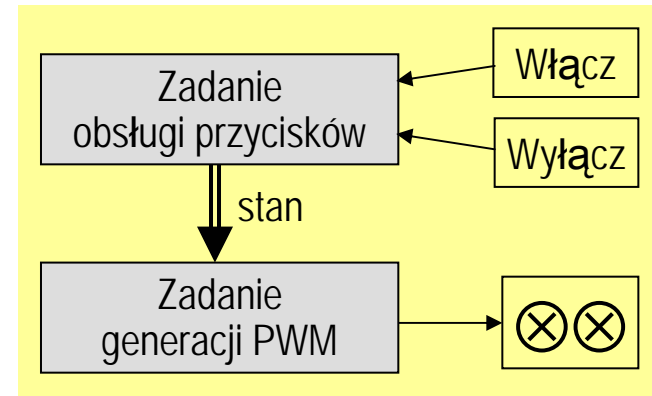 Zadanie
obsługi przycisków
Włącz
Wyłącz
stan
Zadanie
generacji PWM